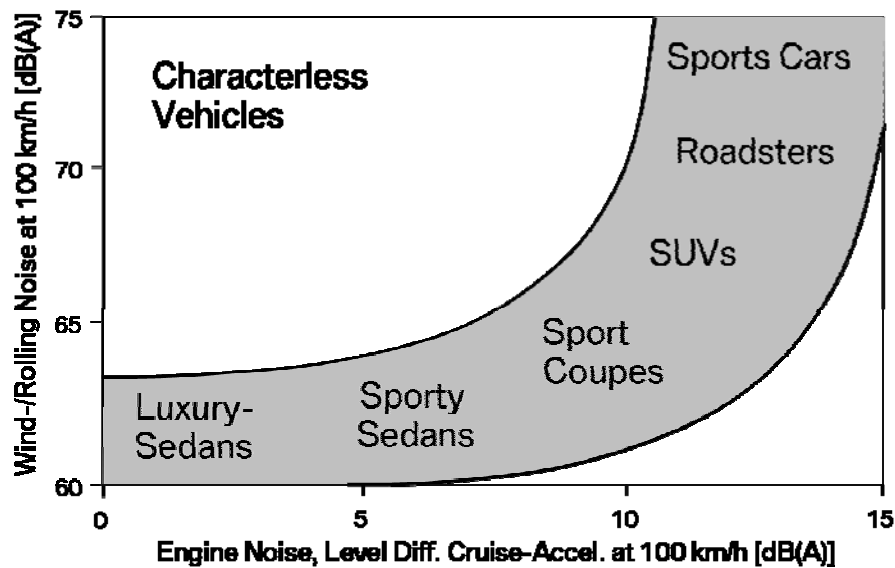 75
70
65
60
Wind-/Rolling Noise at 100 km/h [dB(A)]
Characterless
Vehicles
Sports Cars
Roadsters
SUVs
Sport
Coupes
Sporty
Sedans
Luxury-
Sedans
0
5
10
15
Engine Noise, Level Diff. Cruise-Accel. at 100 km/h [dB(A)]